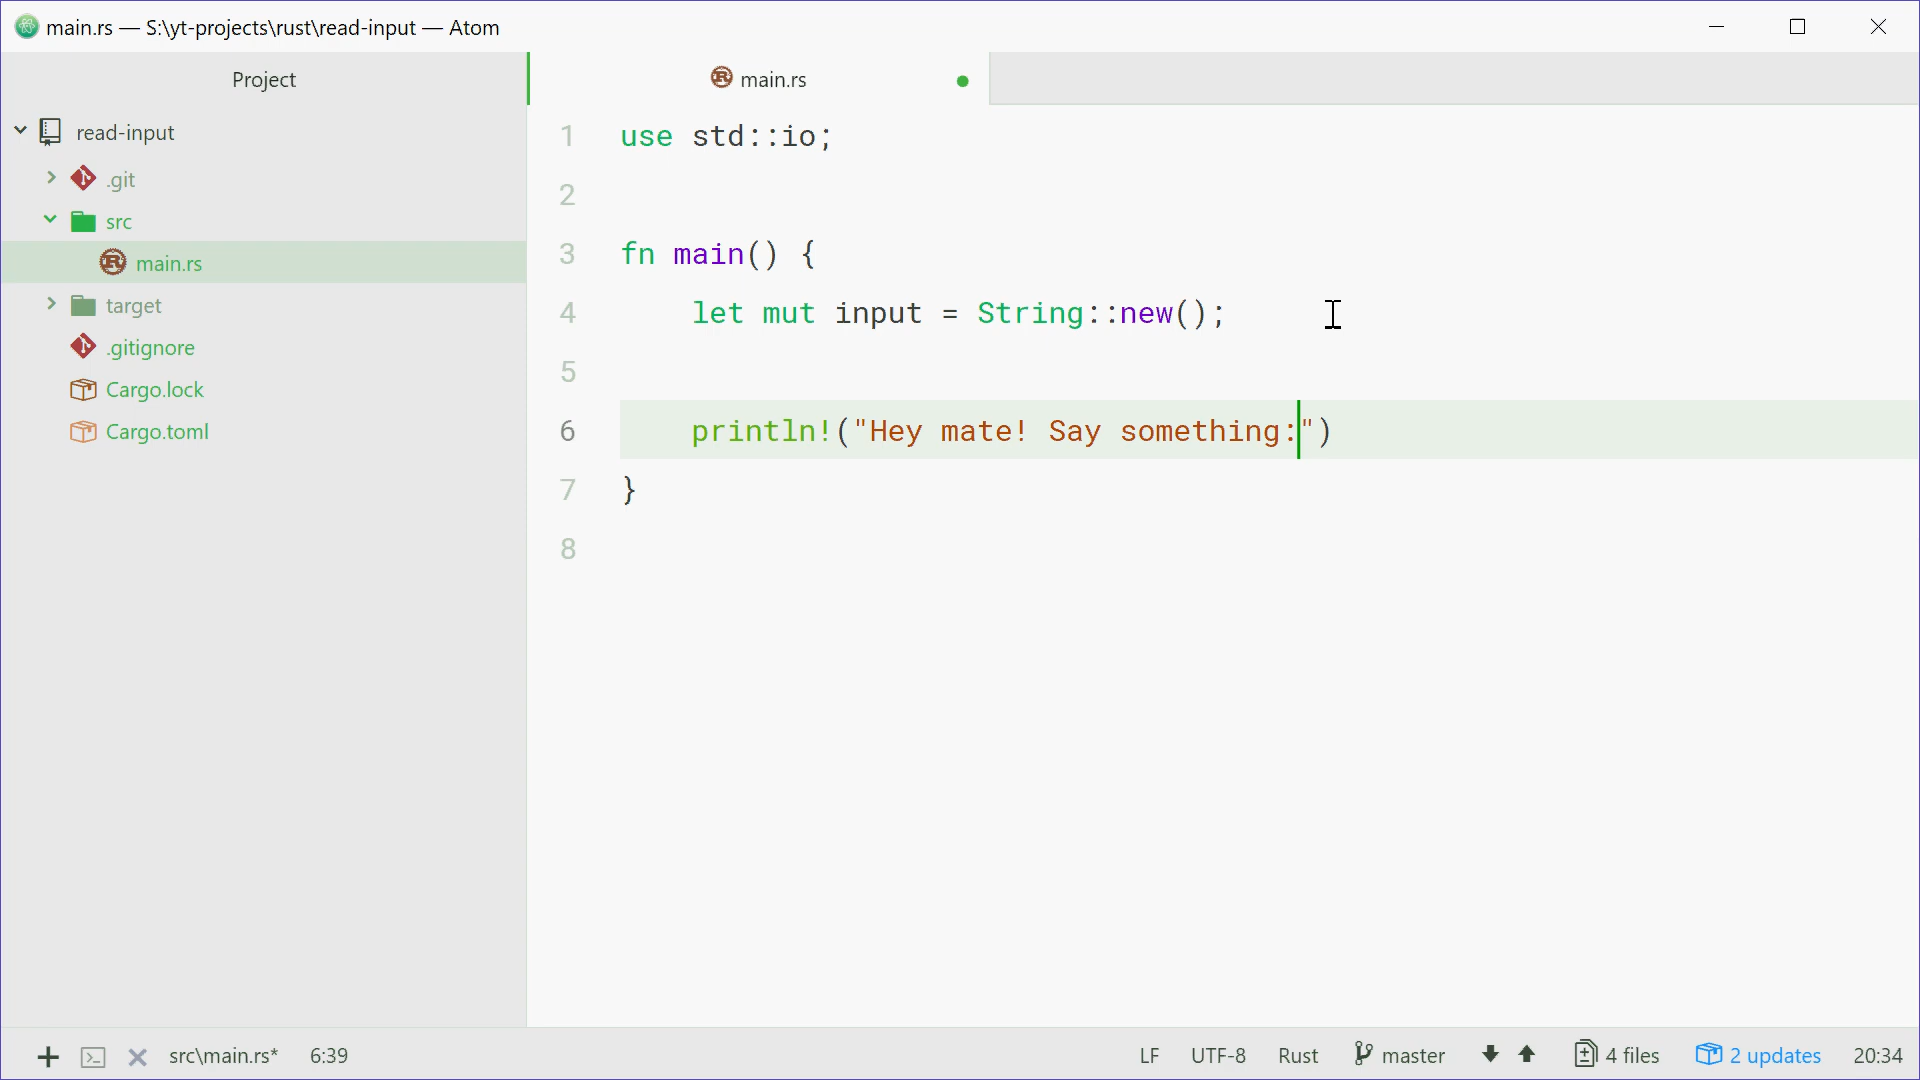 main.rs — S:\yt-projects\rust\read-input — Atom
Project
main.rs
read-input
.git
src
main.rs
target
.gitignore
Cargo.lock
Cargo.toml
1 use std::io;
2
3 fn main() {
4 let mut input = String::new();
5
6 println!("Hey mate! Say something:")
7 }
8
src\main.rs* 6:39 LF UTF-8 Rust master 4 files 2 updates 20:34